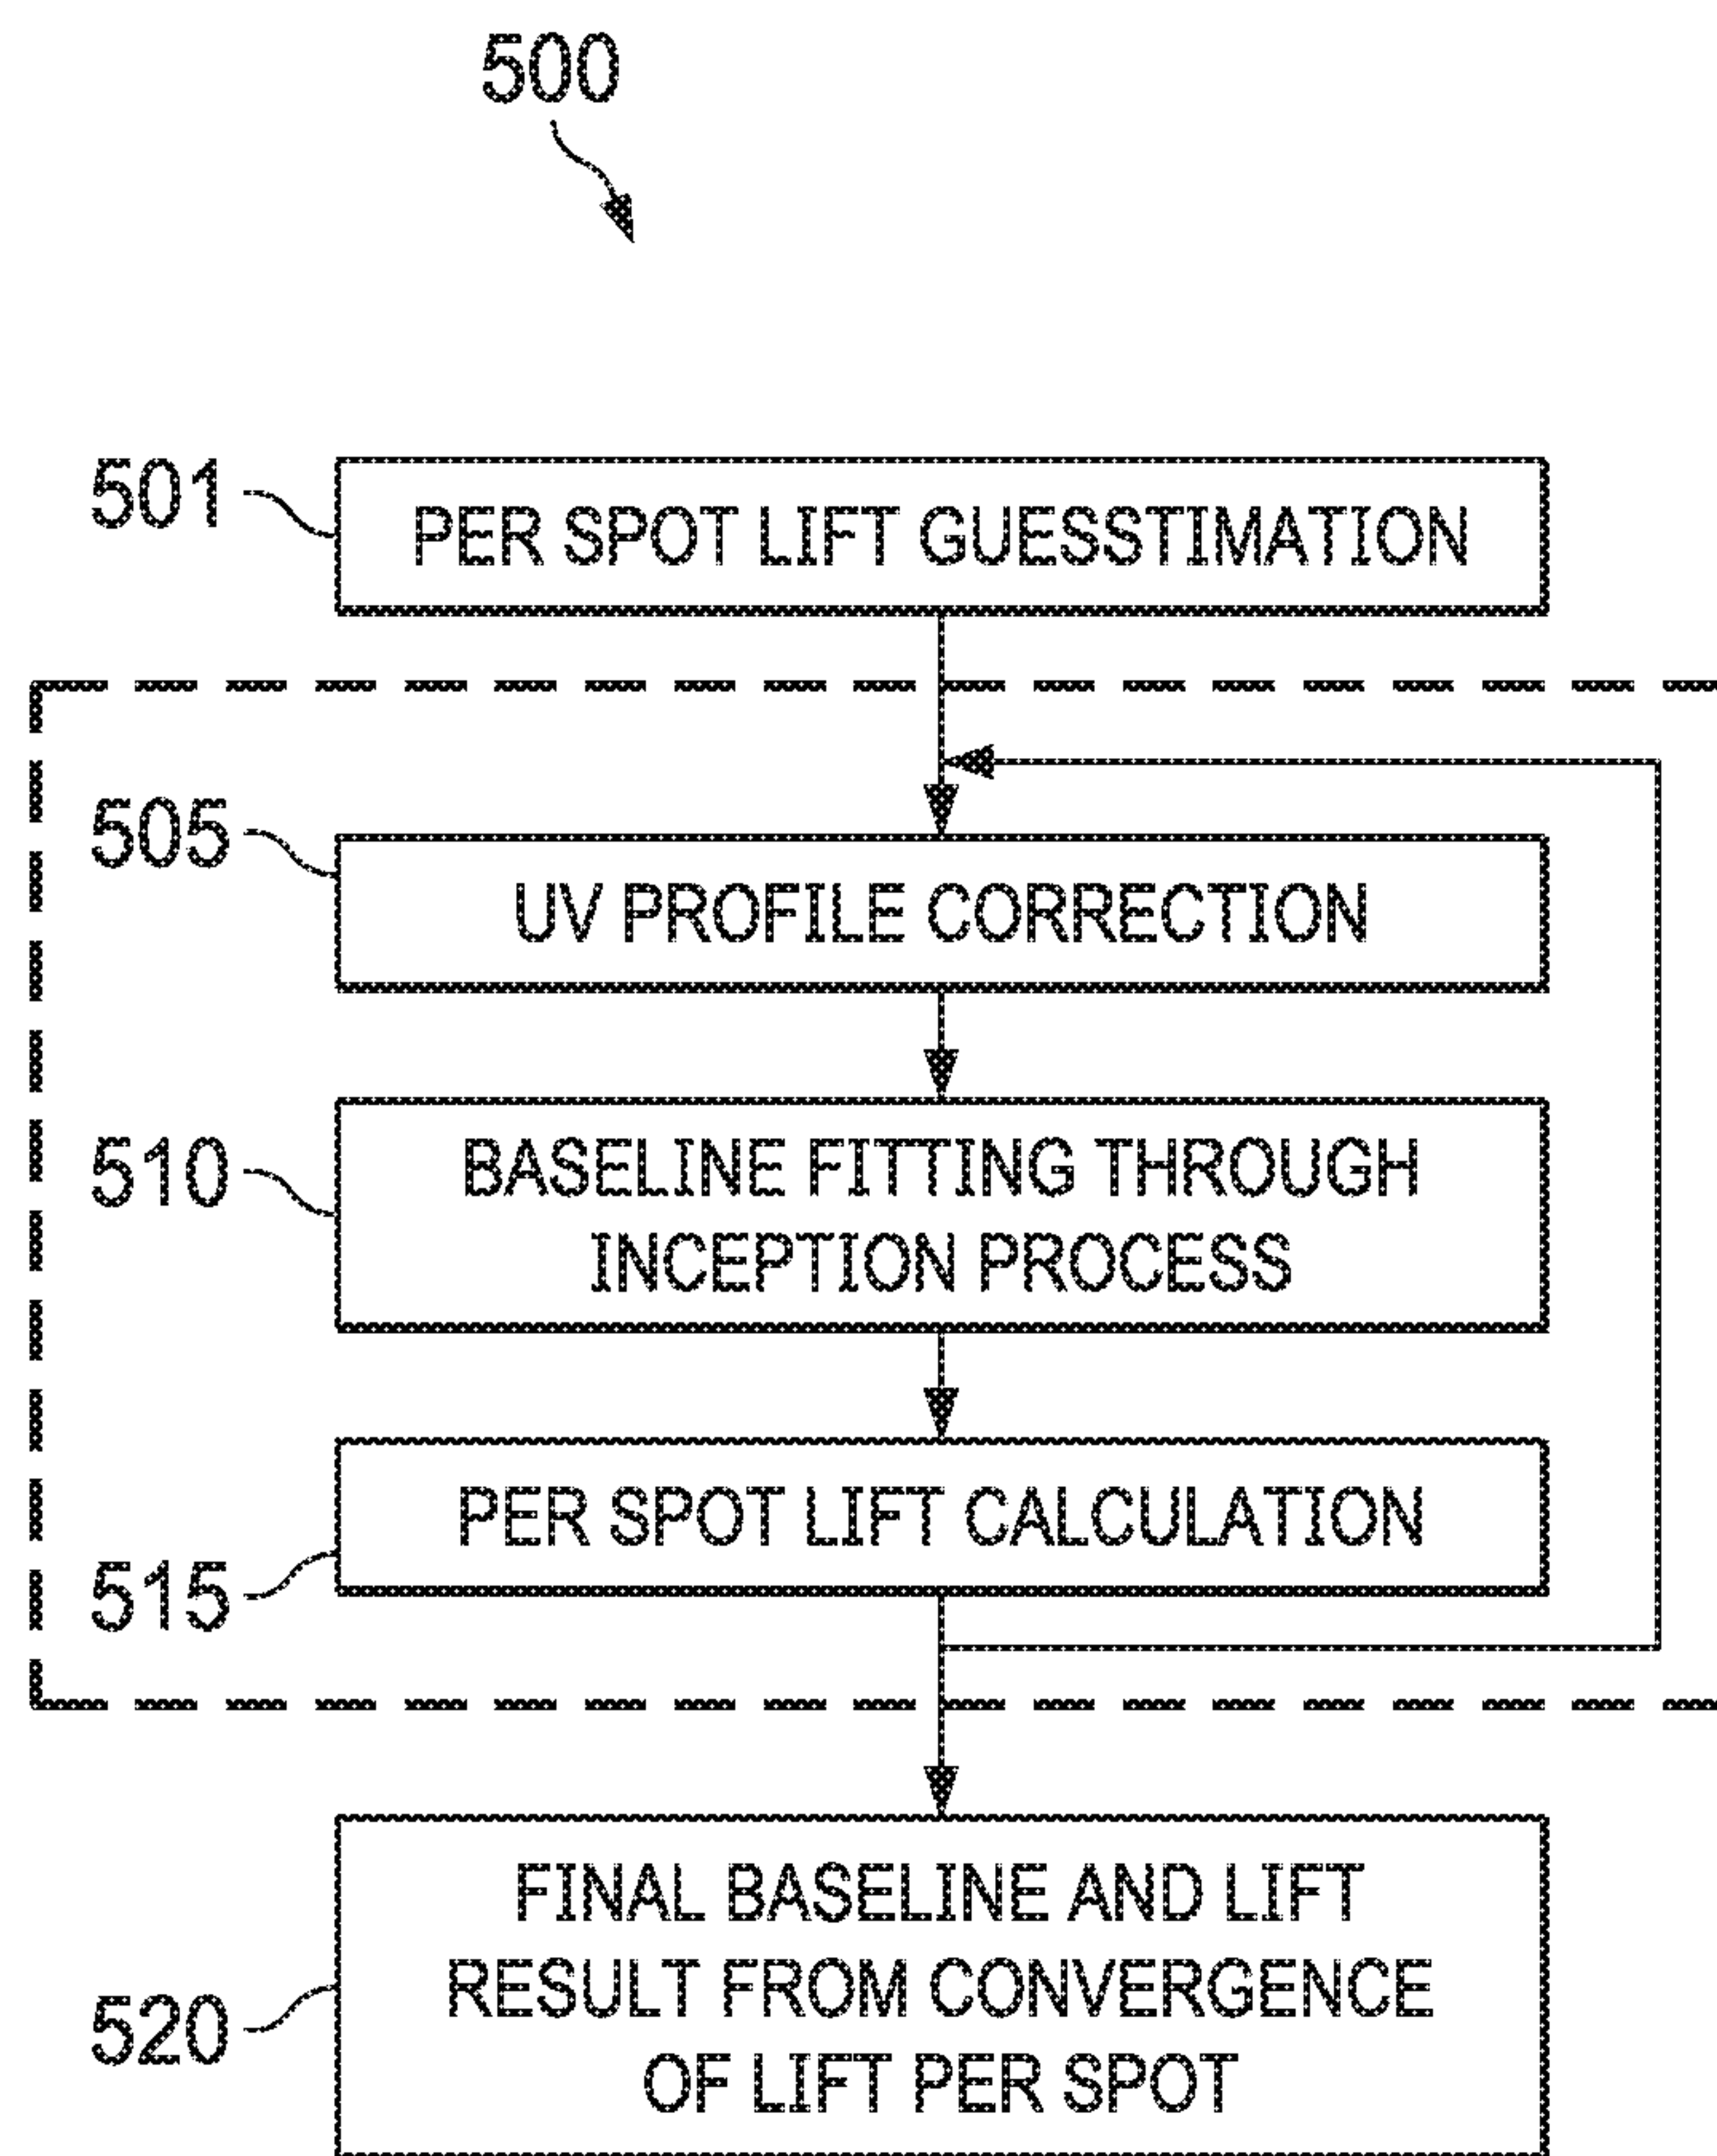 500
501
PER SPOT LIFT GUESSTIMATION
505
UV PROFILE CORRECTION
510
BASELINE FITTING THROUGH
INCEPTION PROCESS
515
PER SPOT LIFT CALCULATION
520
FINAL BASELINE AND LIFT
RESULT FROM CONVERGENCE
OF LIFT PER SPOT